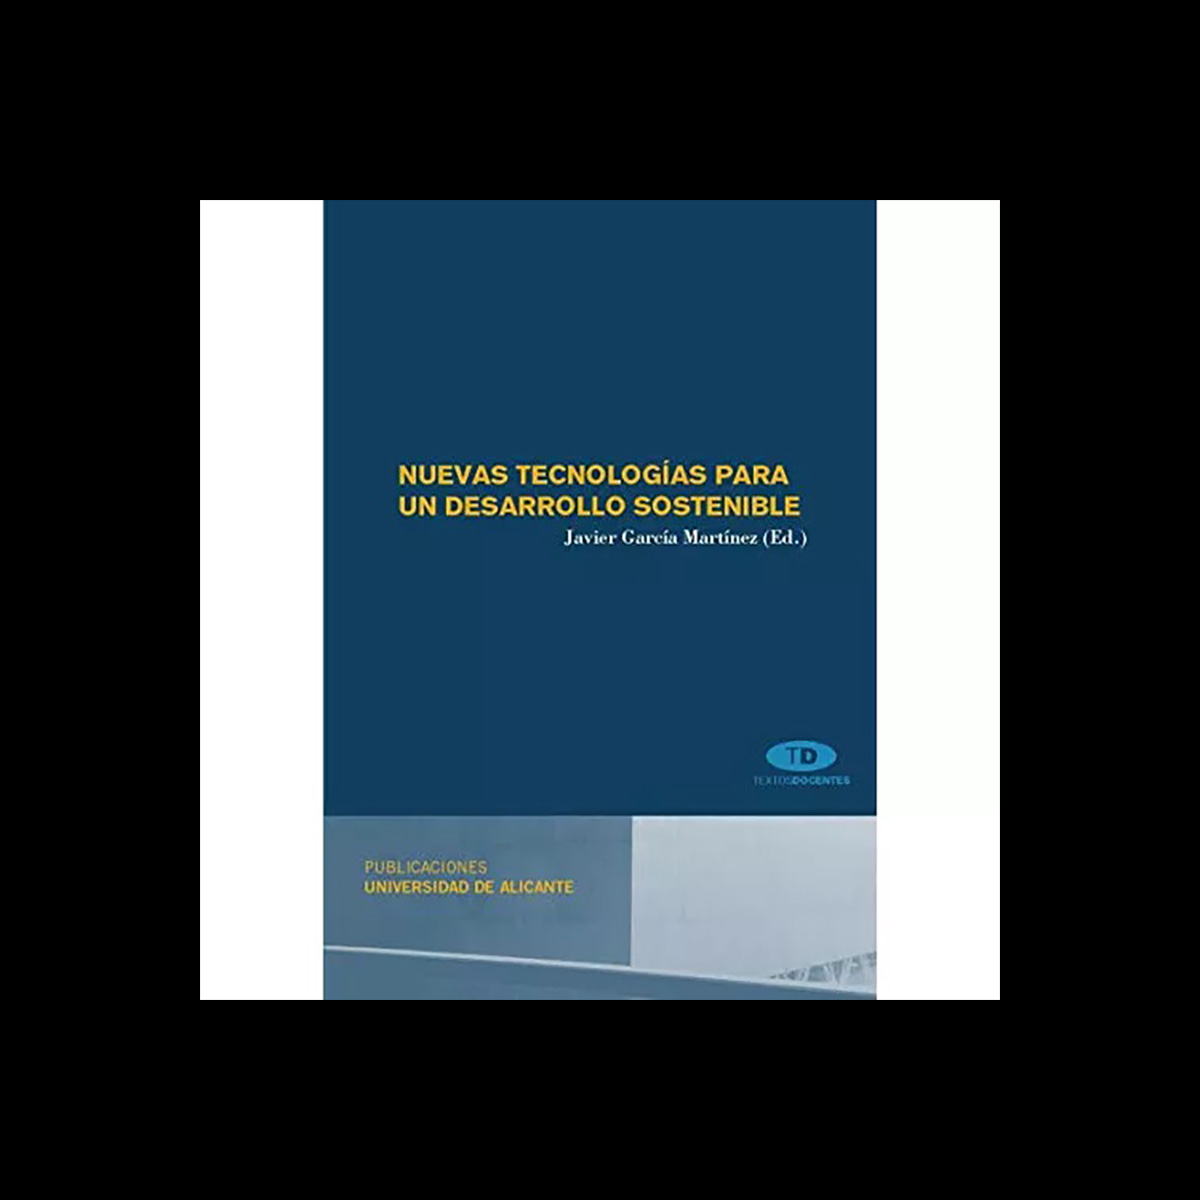 NUEVAS TECNOLOGÍAS PARA
UN DESARROLLO SOSTENIBLE
Javier García Martínez (Ed.)
TD
TEXTOSDOCENTES
PUBLICACIONES
UNIVERSIDAD DE ALICANTE